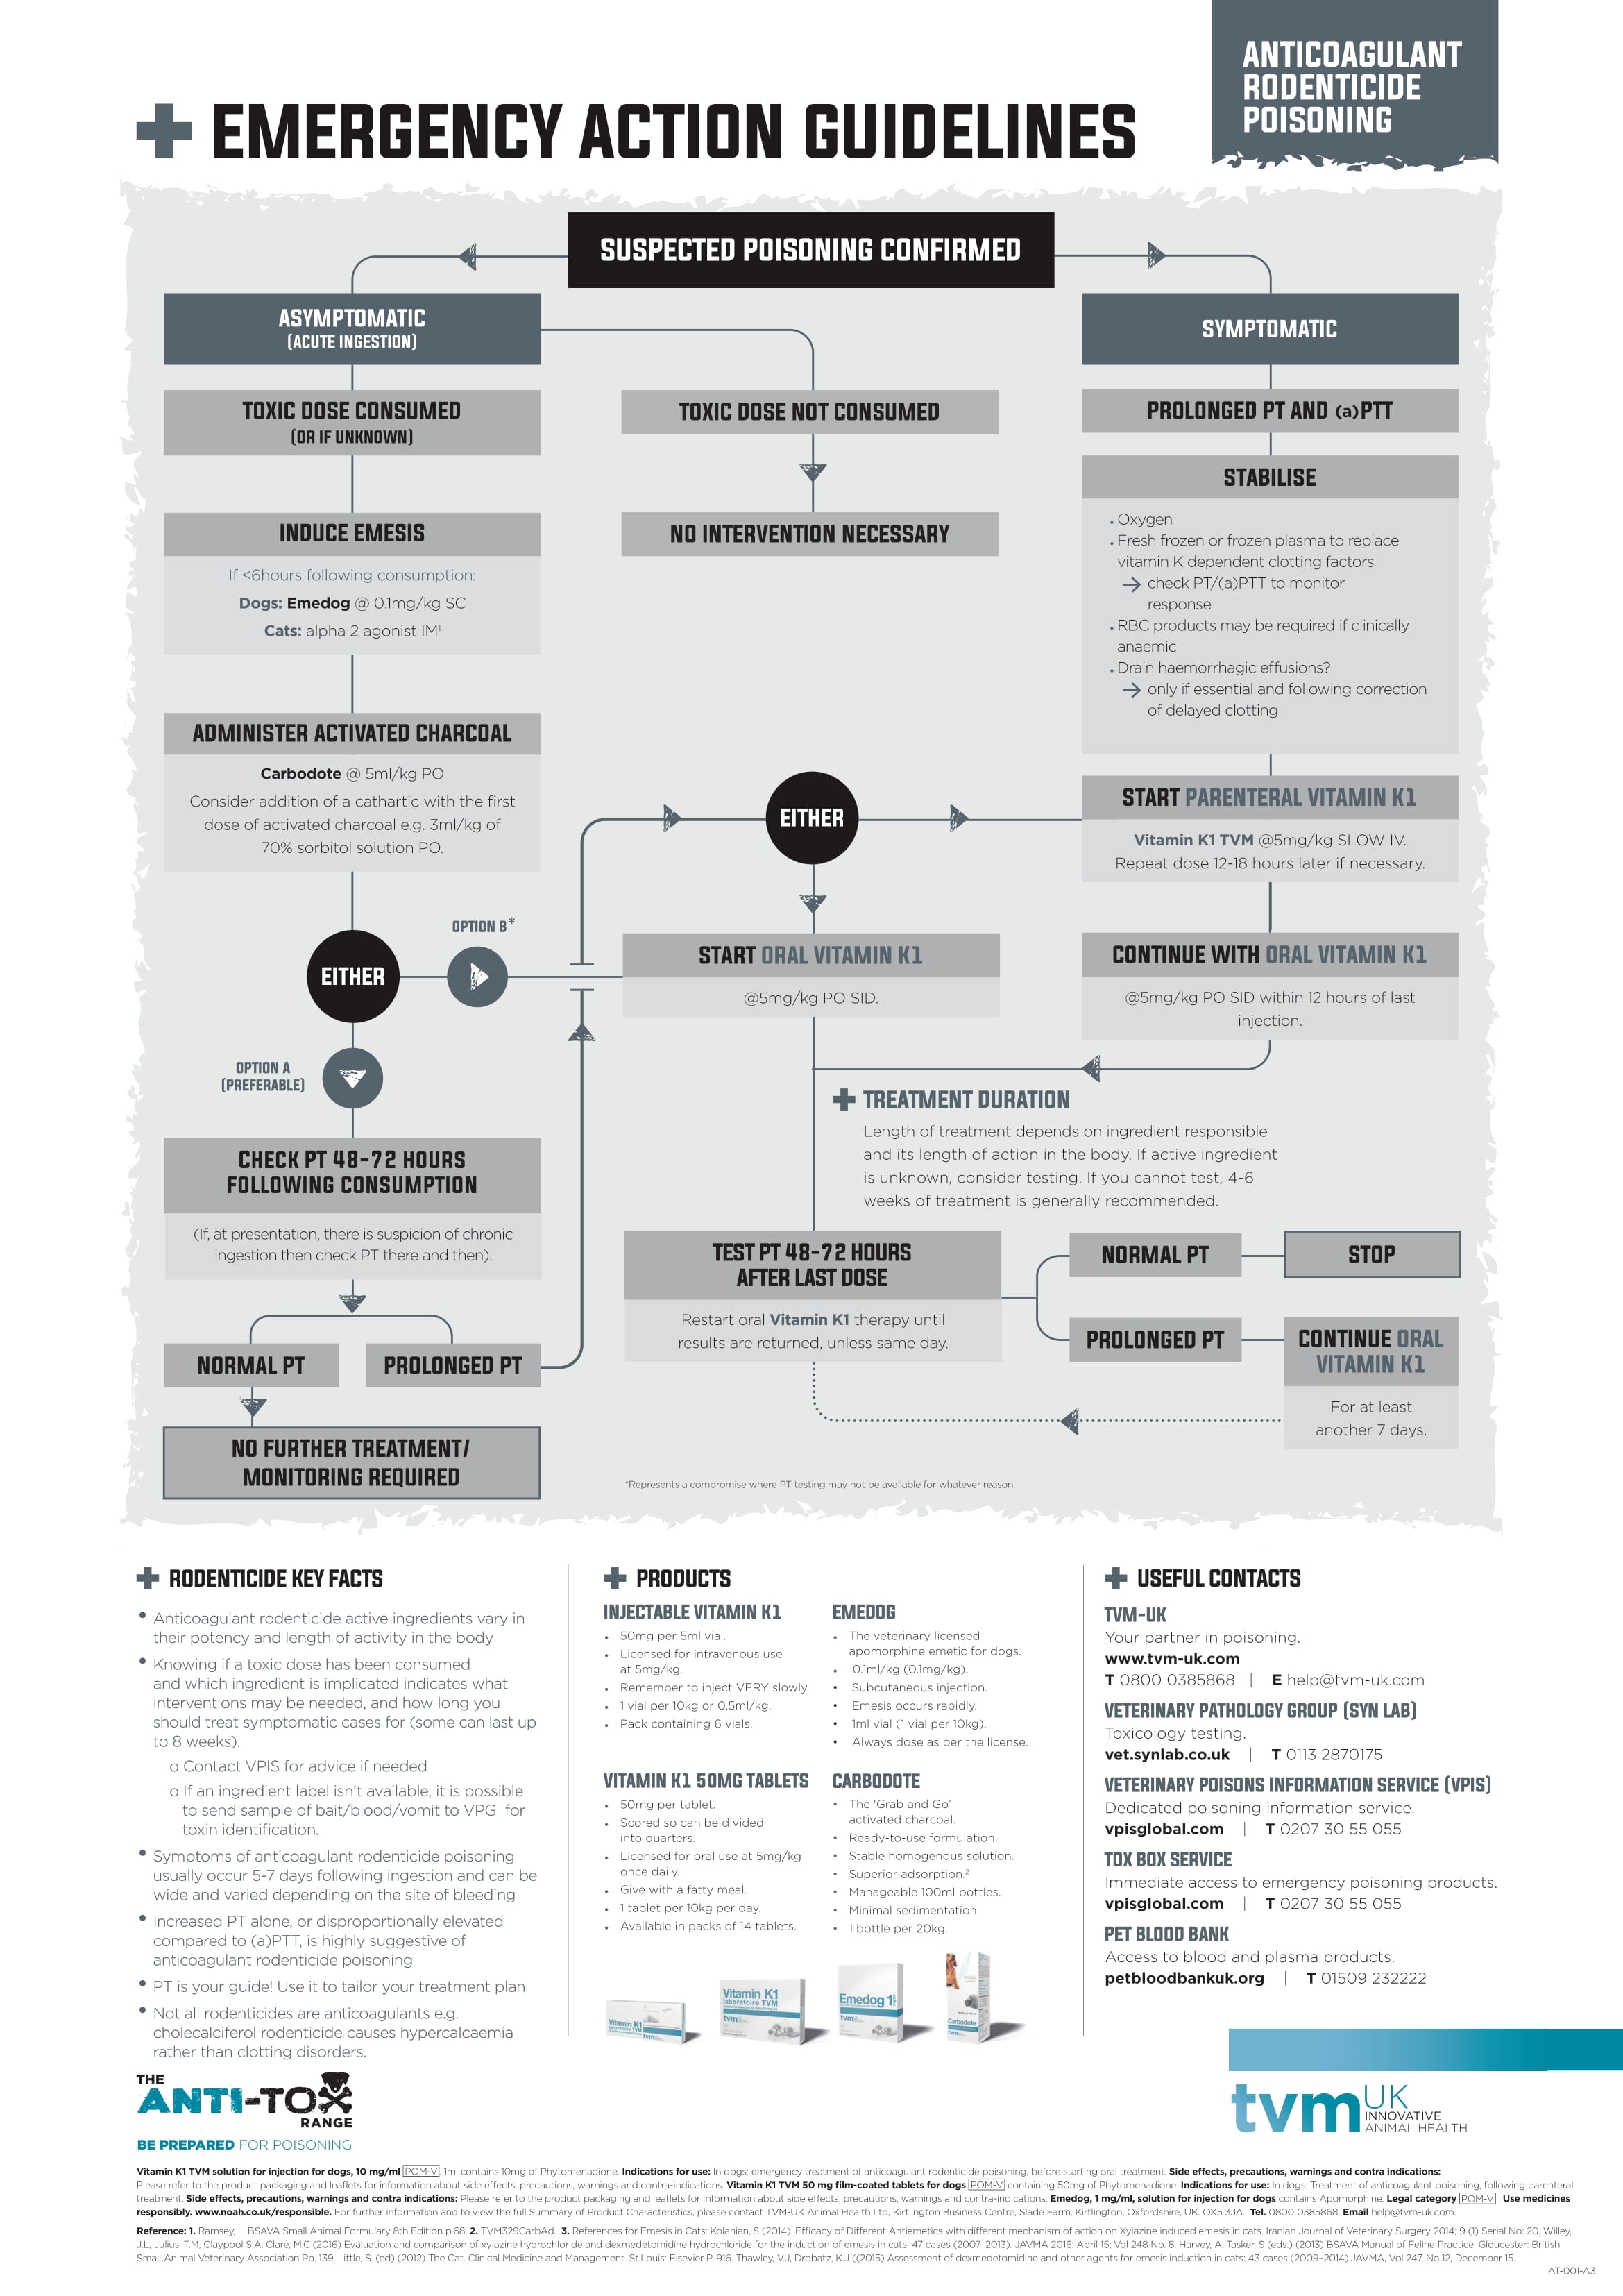 ANTICOAGULANT
RODENTICIDE
POISONING
EMERGENCY ACTION GUIDELINES
SUSPECTED POISONING CONFIRMED
ASYMPTOMATIC
(ACUTE INGESTION)
SYMPTOMATIC
TOXIC DOSE CONSUMED
(OR IF UNKNOWN)
TOXIC DOSE NOT CONSUMED
PROLONGED PT AND (a)PTT
INDUCE EMESIS
If <6hours following consumption:
Dogs: Emedog @ 0.1mg/kg SC
Cats: alpha 2 agonist IM1
NO INTERVENTION NECESSARY
STABILISE
• Oxygen
• Fresh frozen or frozen plasma to replace
vitamin K dependent clotting factors
→ check PT/(a)PTT to monitor
response
• RBC products may be required if clinically
anaemic
• Drain haemorrhagic effusions?
→ only if essential and following correction
of delayed clotting
ADMINISTER ACTIVATED CHARCOAL
Carbodote @ 5ml/kg PO
Consider addition of a cathartic with the first
dose of activated charcoal e.g. 3ml/kg of
70% sorbitol solution PO.
EITHER
START PARENTERAL VITAMIN K1
Vitamin K1 TVM @5mg/kg SLOW IV.
Repeat dose 12-18 hours later if necessary.
EITHER
OPTION B*
START ORAL VITAMIN K1
@5mg/kg PO SID.
CONTINUE WITH ORAL VITAMIN K1
@5mg/kg PO SID within 12 hours of last
injection.
OPTION A
(PREFERABLE)
TREATMENT DURATION
Length of treatment depends on ingredient responsible
and its length of action in the body. If active ingredient
is unknown, consider testing. If you cannot test, 4-6
weeks of treatment is generally recommended.
CHECK PT 48-72 HOURS
FOLLOWING CONSUMPTION
(If, at presentation, there is suspicion of chronic
ingestion then check PT there and then).
TEST PT 48-72 HOURS
AFTER LAST DOSE
Restart oral Vitamin K1 therapy until
results are returned, unless same day.
NORMAL PT
STOP
PROLONGED PT
CONTINUE ORAL
VITAMIN K1
For at least
another 7 days.
NORMAL PT
PROLONGED PT
NO FURTHER TREATMENT/
MONITORING REQUIRED
*Represents a compromise where PT testing may not be available for whatever reason.
RODENTICIDE KEY FACTS
• Anticoagulant rodenticide active ingredients vary in
their potency and length of activity in the body
• Knowing if a toxic dose has been consumed
and which ingredient is implicated indicates what
interventions may be needed, and how long you
should treat symptomatic cases for (some can last up
to 8 weeks).
o Contact VPIS for advice if needed
o If an ingredient label isn't available, it is possible
to send sample of bait/blood/vomit to VPG for
toxin identification.
• Symptoms of anticoagulant rodenticide poisoning
usually occur 5-7 days following ingestion and can be
wide and varied depending on the site of bleeding
• Increased PT alone, or disproportionally elevated
compared to (a)PTT, is highly suggestive of
anticoagulant rodenticide poisoning
• PT is your guide! Use it to tailor your treatment plan
• Not all rodenticides are anticoagulants e.g.
cholecalciferol rodenticide causes hypercalcaemia
rather than clotting disorders.
PRODUCTS
INJECTABLE VITAMIN K1
• 50mg per 5ml vial.
• Licensed for intravenous use
at 5mg/kg.
• Remember to inject VERY slowly.
• 1 vial per 10kg or 0.5ml/kg.
• Pack containing 6 vials.
EMEDOG
• The veterinary licensed
apomorphine emetic for dogs.
• 0.1ml/kg (0.1mg/kg).
• Subcutaneous injection.
• Emesis occurs rapidly.
• 1ml vial (1 vial per 10kg).
• Always dose as per the license.
VITAMIN K1 50MG TABLETS
• 50mg per tablet.
• Scored so can be divided
into quarters.
• Licensed for oral use at 5mg/kg
once daily.
• Give with a fatty meal.
• 1 tablet per 10kg per day.
• Available in packs of 14 tablets.
CARBODOTE
• The 'Grab and Go'
activated charcoal.
• Ready-to-use formulation.
• Stable homogenous solution.
• Superior adsorption.2
• Manageable 100ml bottles.
• Minimal sedimentation.
• 1 bottle per 20kg.
Vitamin K1
tvm
Vitamin K1
laboratoire TVM
tvm
Emedog 1
tvm
Carbodote
tvm
USEFUL CONTACTS
TVM-UK
Your partner in poisoning.
www.tvm-uk.com
T 0800 0385868 | E help@tvm-uk.com
VETERINARY PATHOLOGY GROUP (SYN LAB)
Toxicology testing.
vet.synlab.co.uk | T 0113 2870175
VETERINARY POISONS INFORMATION SERVICE (VPIS)
Dedicated poisoning information service.
vpisglobal.com | T 0207 30 55 055
TOX BOX SERVICE
Immediate access to emergency poisoning products.
vpisglobal.com | T 0207 30 55 055
PET BLOOD BANK
Access to blood and plasma products.
petbloodbankuk.org | T 01509 232222
THE
ANTI-TOX
RANGE
BE PREPARED FOR POISONING
tvm UK
INNOVATIVE
ANIMAL HEALTH
Vitamin K1 TVM solution for injection for dogs, 10 mg/ml POM-V 1ml contains 10mg of Phytomenadione. Indications for use: In dogs: emergency treatment of anticoagulant rodenticide poisoning, before starting oral treatment. Side effects, precautions, warnings and contra indications:
Please refer to the product packaging and leaflets for information about side effects, precautions, warnings and contra-indications. Vitamin K1 TVM 50 mg film-coated tablets for dogs POM-V containing 50mg of Phytomenadione. Indications for use: In dogs: Treatment of anticoagulant poisoning, following parenteral
treatment. Side effects, precautions, warnings and contra indications: Please refer to the product packaging and leaflets for information about side effects, precautions, warnings and contra-indications. Emedog, 1 mg/ml, solution for injection for dogs contains Apomorphine. Legal category POM-V . Use medicines
responsibly. www.noah.co.uk/responsible. For further information and to view the full Summary of Product Characteristics, please contact TVM-UK Animal Health Ltd, Kirtlington Business Centre, Slade Farm, Kirtlington, Oxfordshire, UK. OX5 3JA. Tel. 0800 0385868. Email help@tvm-uk.com.
Reference: 1. Ramsey, I. BSAVA Small Animal Formulary 8th Edition p.68. 2. TVM329CarbAd. 3. References for Emesis in Cats: Kolahian, S (2014). Efficacy of Different Antiemetics with different mechanism of action on Xylazine induced emesis in cats. Iranian Journal of Veterinary Surgery 2014; 9 (1) Serial No: 20. Willey,
J.L, Julius, T.M, Claypool S.A, Clare, M.C (2016) Evaluation and comparison of xylazine hydrochloride and dexmedetomidine hydrochloride for the induction of emesis in cats: 47 cases (2007-2013). JAVMA 2016: April 15; Vol 248 No. 8. Harvey, A, Tasker, S (eds.) (2013) BSAVA Manual of Feline Practice. Gloucester: British
Small Animal Veterinary Association Pp. 139. Little, S. (ed) (2012) The Cat. Clinical Medicine and Management. St.Louis: Elsevier P. 916. Thawley, V.J, Drobatz, K.J ((2015) Assessment of dexmedetomidine and other agents for emesis induction in cats: 43 cases (2009-2014).JAVMA, Vol 247, No 12, December 15.
AT-001-A3.